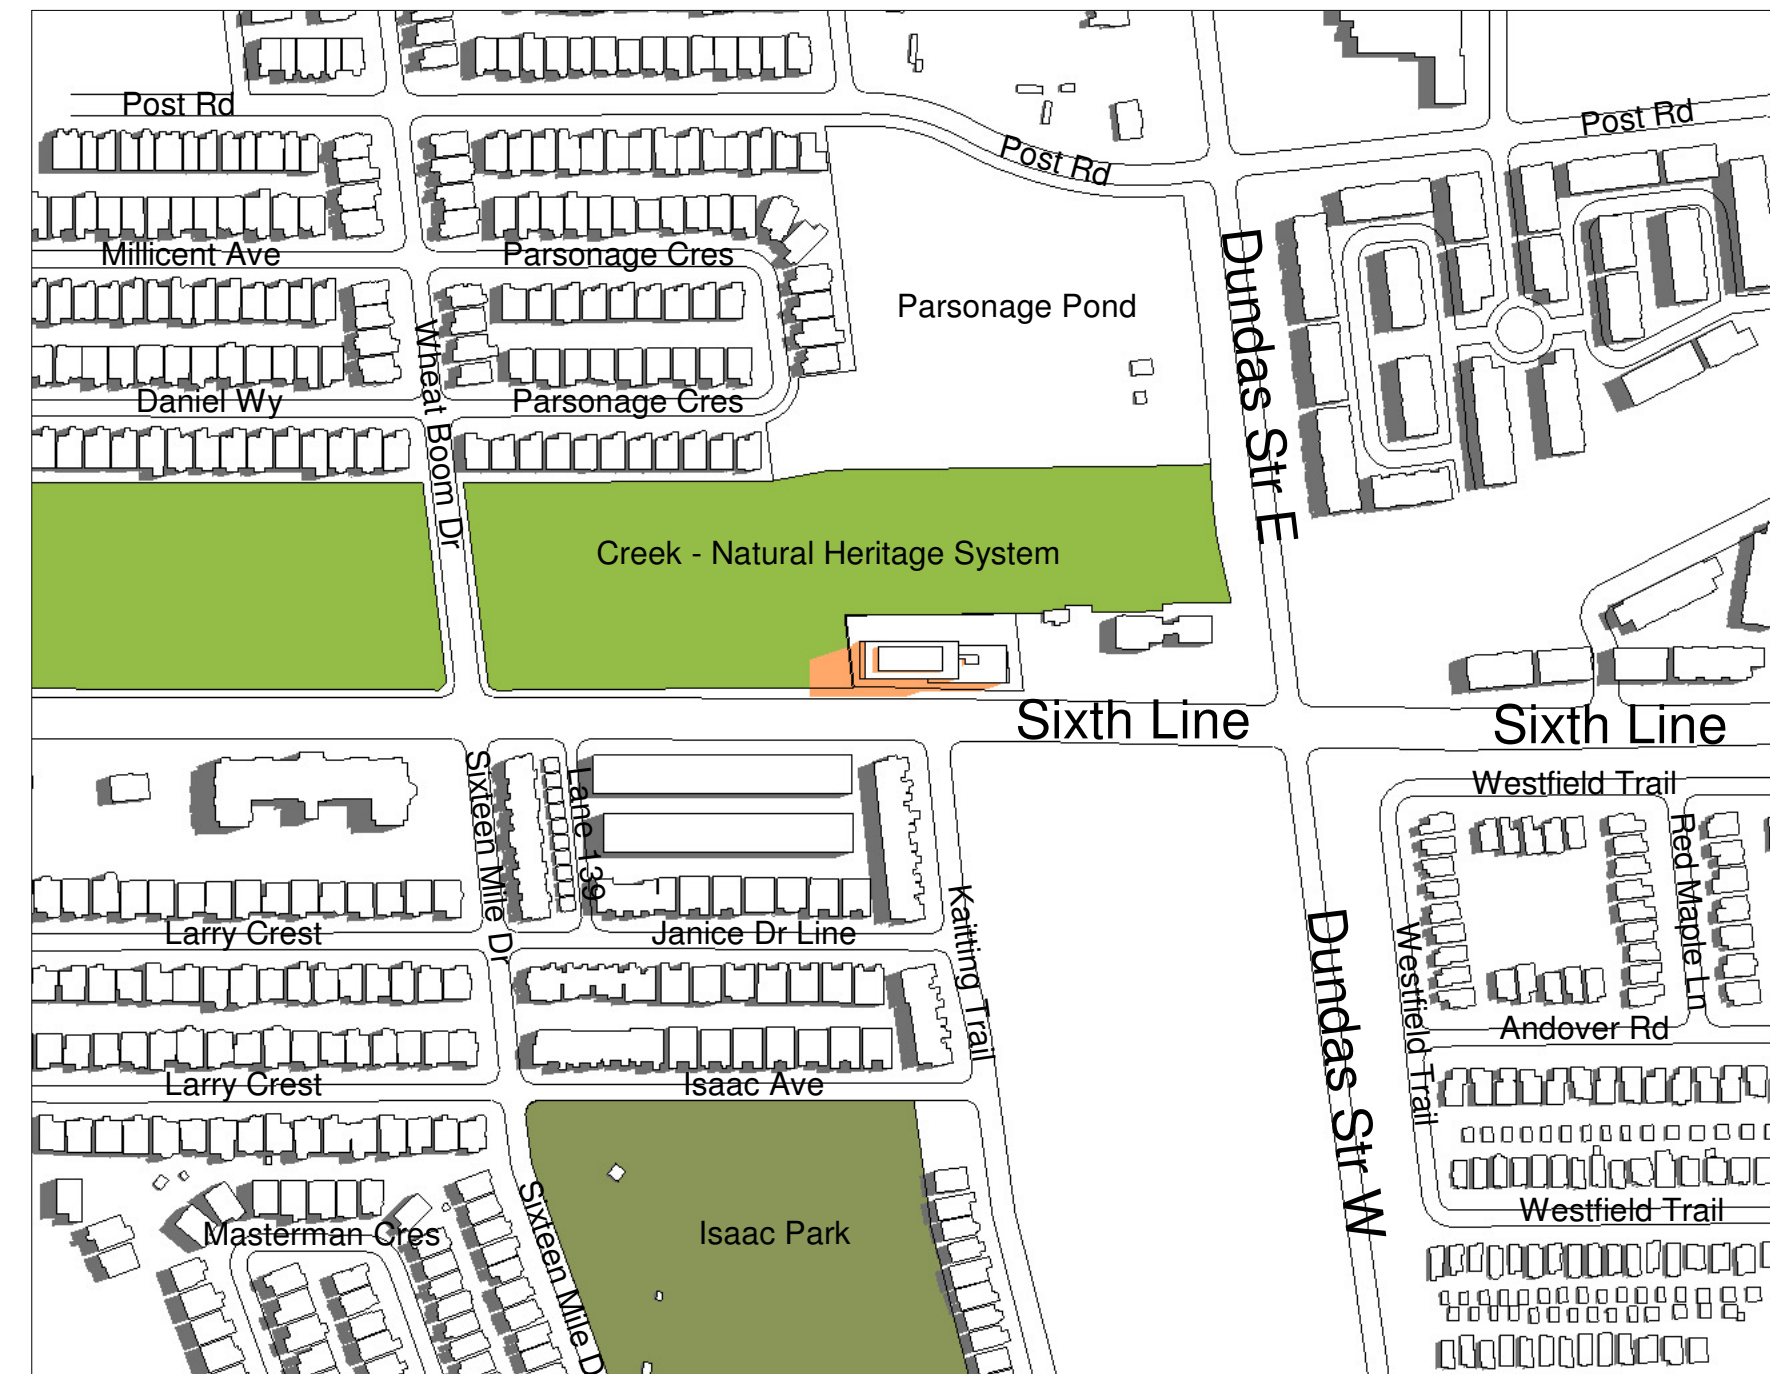 Post Rd
Post Rd
Post Rd
Millicent Ave
Parsonage Cres
Dundas Str E
Parsonage Pond
Wheat Boom Dr
Daniel Wy
Parsonage Cres
Creek - Natural Heritage System
Sixth Line
Sixth Line
Sixteen Mile Dr
Lane 139
Westfield Trail
Red Maple Ln
Kaitting Trail
Larry Crest
Janice Dr Line
Dundas Str W
Westfield Trail
Andover Rd
Larry Crest
Isaac Ave
Sixteen Mile D
Westfield Trail
Masterman Cres
Isaac Park